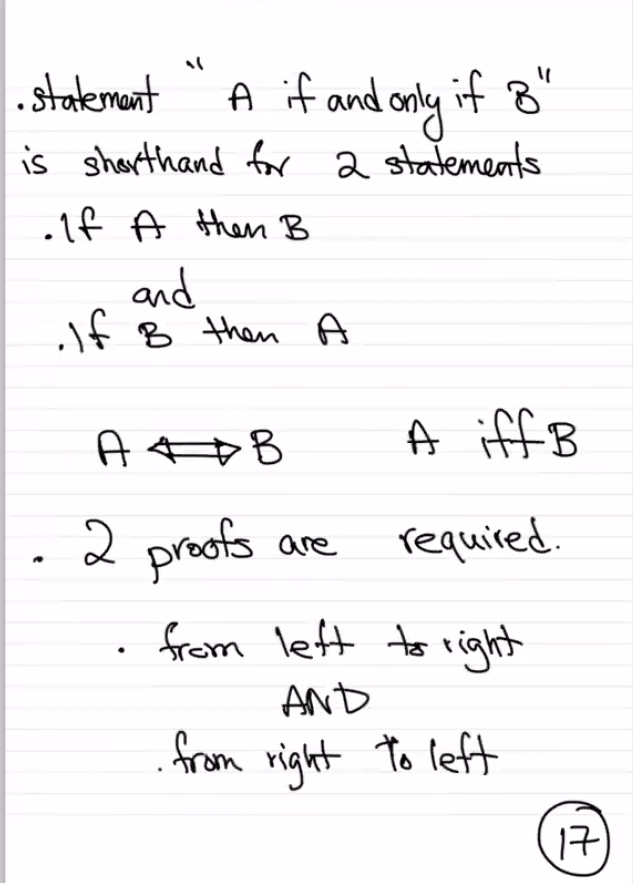 . statement " A if and only if B"
is shorthand for 2 statements
. If A then B
and
. If B then A
A ⟺ B A iff B
. 2 proofs are required.
. from left to right
AND
. from right to left
17